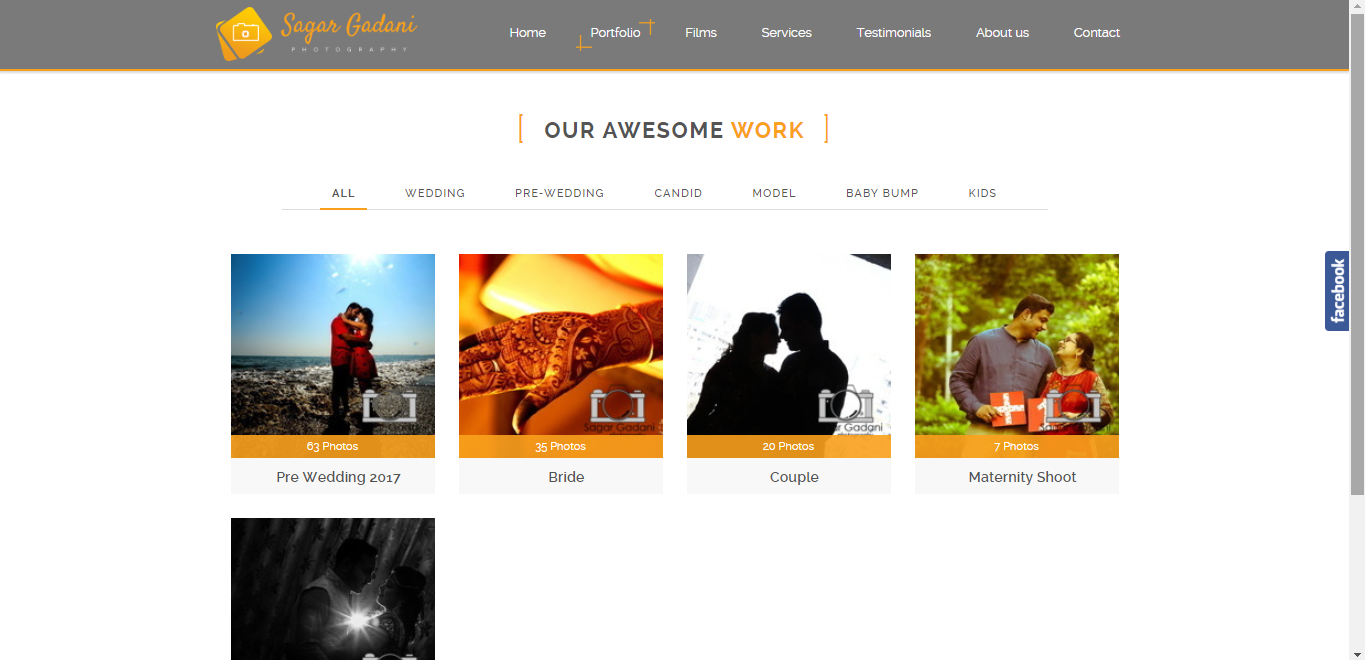 Sagar Gadani
PHOTOGRAPHY
Home Portfolio Films Services Testimonials About us Contact
[ OUR AWESOME WORK ]
ALL WEDDING PRE-WEDDING CANDID MODEL BABY BUMP KIDS
facebook
Sagar Gadani
63 Photos 35 Photos 20 Photos 7 Photos
Pre Wedding 2017 Bride Couple Maternity Shoot